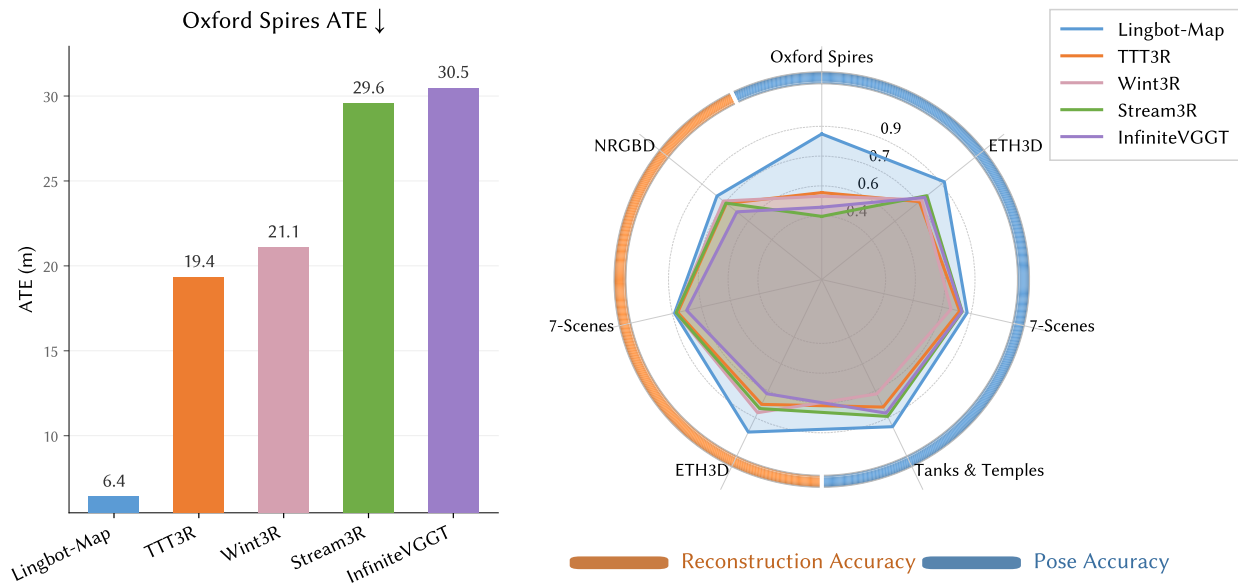 Oxford Spires ATE ↓
ATE (m)
30
25
20
15
10
6.4
19.4
21.1
29.6
30.5
Lingbot-Map
TTT3R
Wint3R
Stream3R
InfiniteVGGT
Oxford Spires
ETH3D
7-Scenes
Tanks & Temples
ETH3D
7-Scenes
NRGBD
0.9
0.7
0.6
0.4
Lingbot-Map
TTT3R
Wint3R
Stream3R
InfiniteVGGT
Reconstruction Accuracy
Pose Accuracy